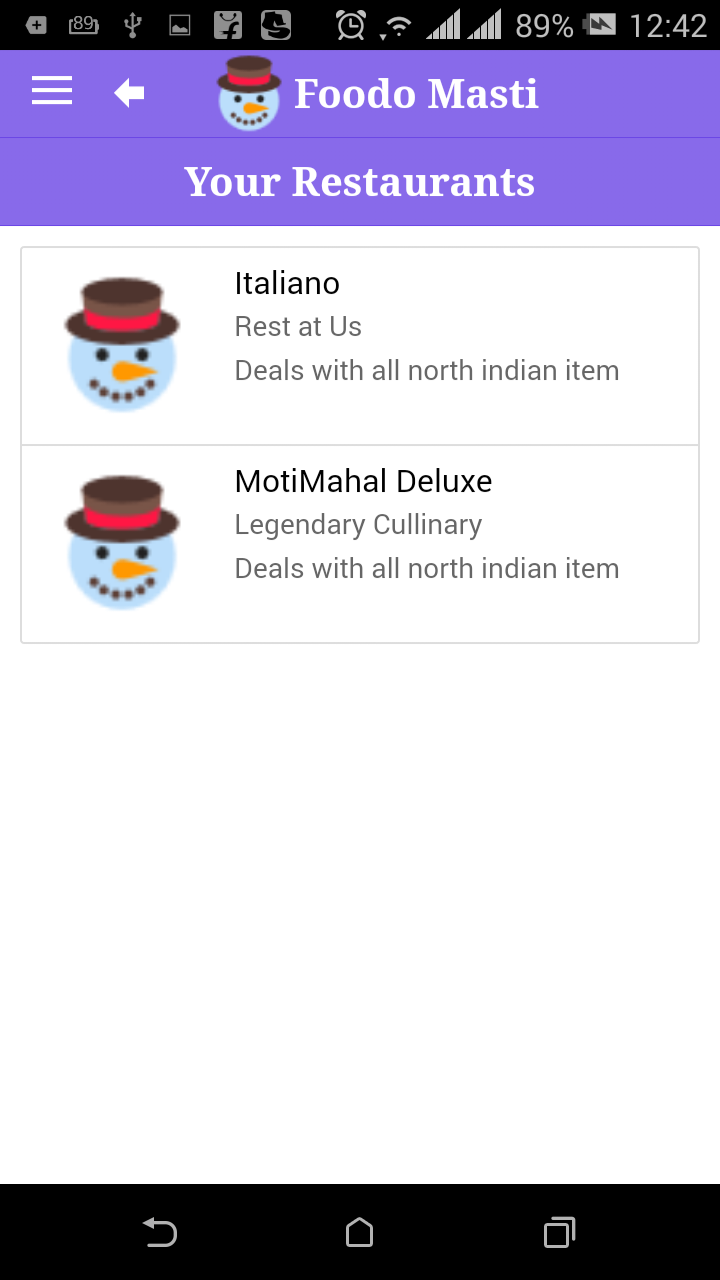 89 89% 12:42
Foodo Masti
Your Restaurants
Italiano
Rest at Us
Deals with all north indian item
MotiMahal Deluxe
Legendary Cullinary
Deals with all north indian item